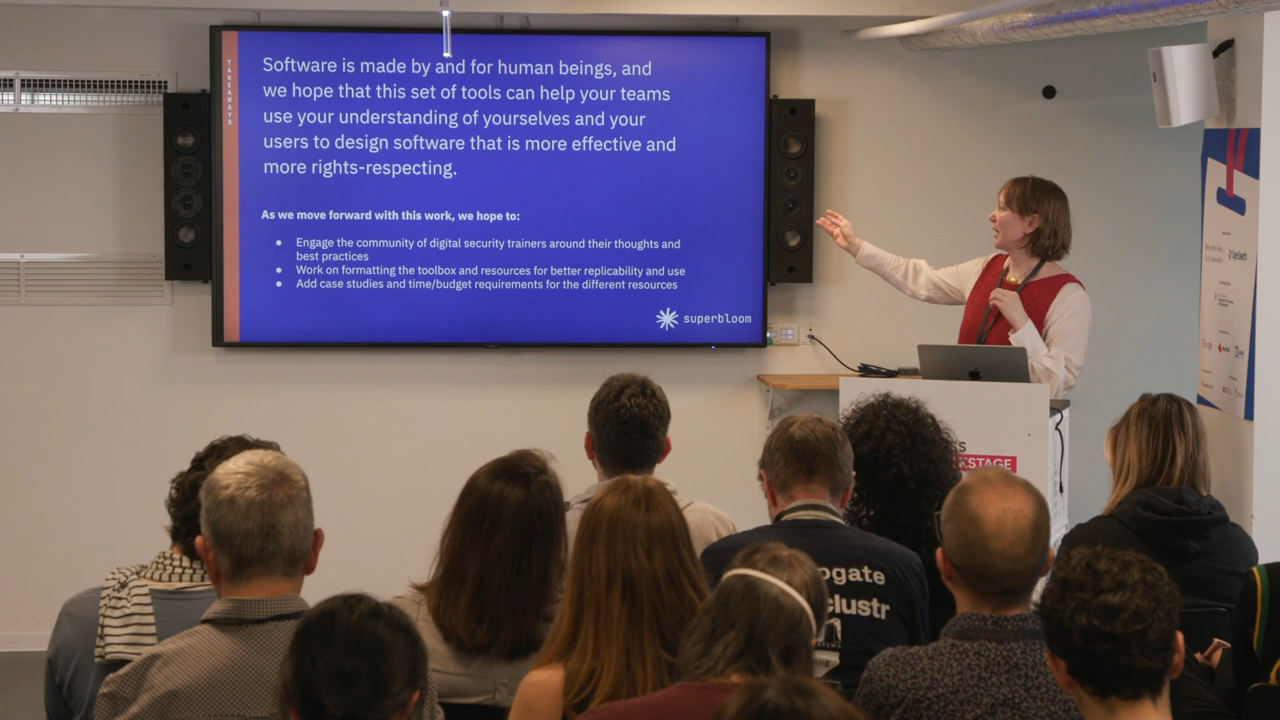 TAKEAWAYS
Software is made by and for human beings, and
we hope that this set of tools can help your teams
use your understanding of yourselves and your
users to design software that is more effective and
more rights-respecting.
As we move forward with this work, we hope to:
● Engage the community of digital security trainers around their thoughts and
best practices
● Work on formatting the toolbox and resources for better replicability and use
● Add case studies and time/budget requirements for the different resources
superbloom
OpenSearch
Google
SS
KSTAGE
ogate
clustr